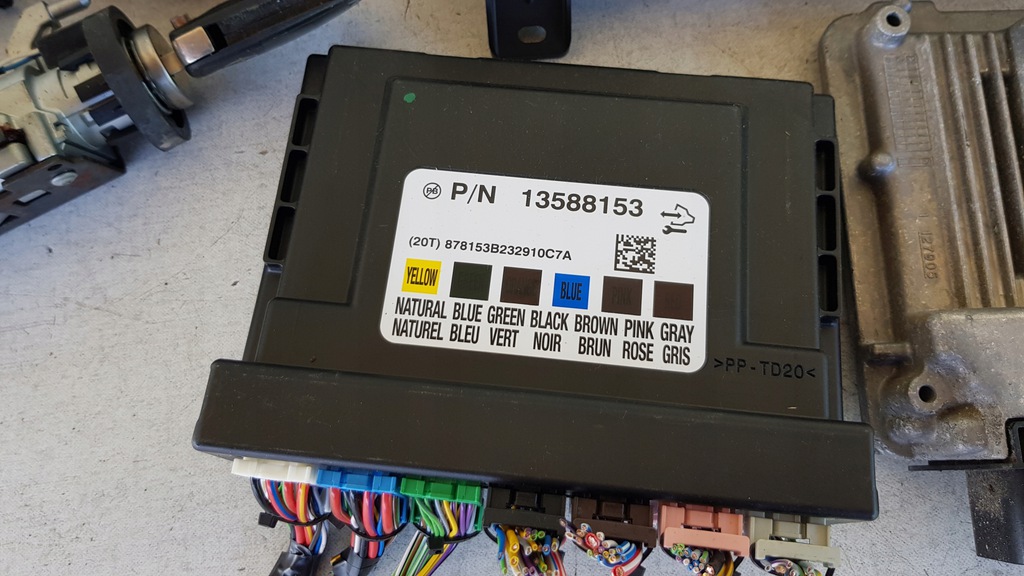 P/N 13588153
(20T) 878153B232910C7A
YELLOW BLUE
NATURAL BLUE GREEN BLACK BROWN PINK GRAY
NATUREL BLEU VERT NOIR BRUN ROSE GRIS
>PP-TD20<